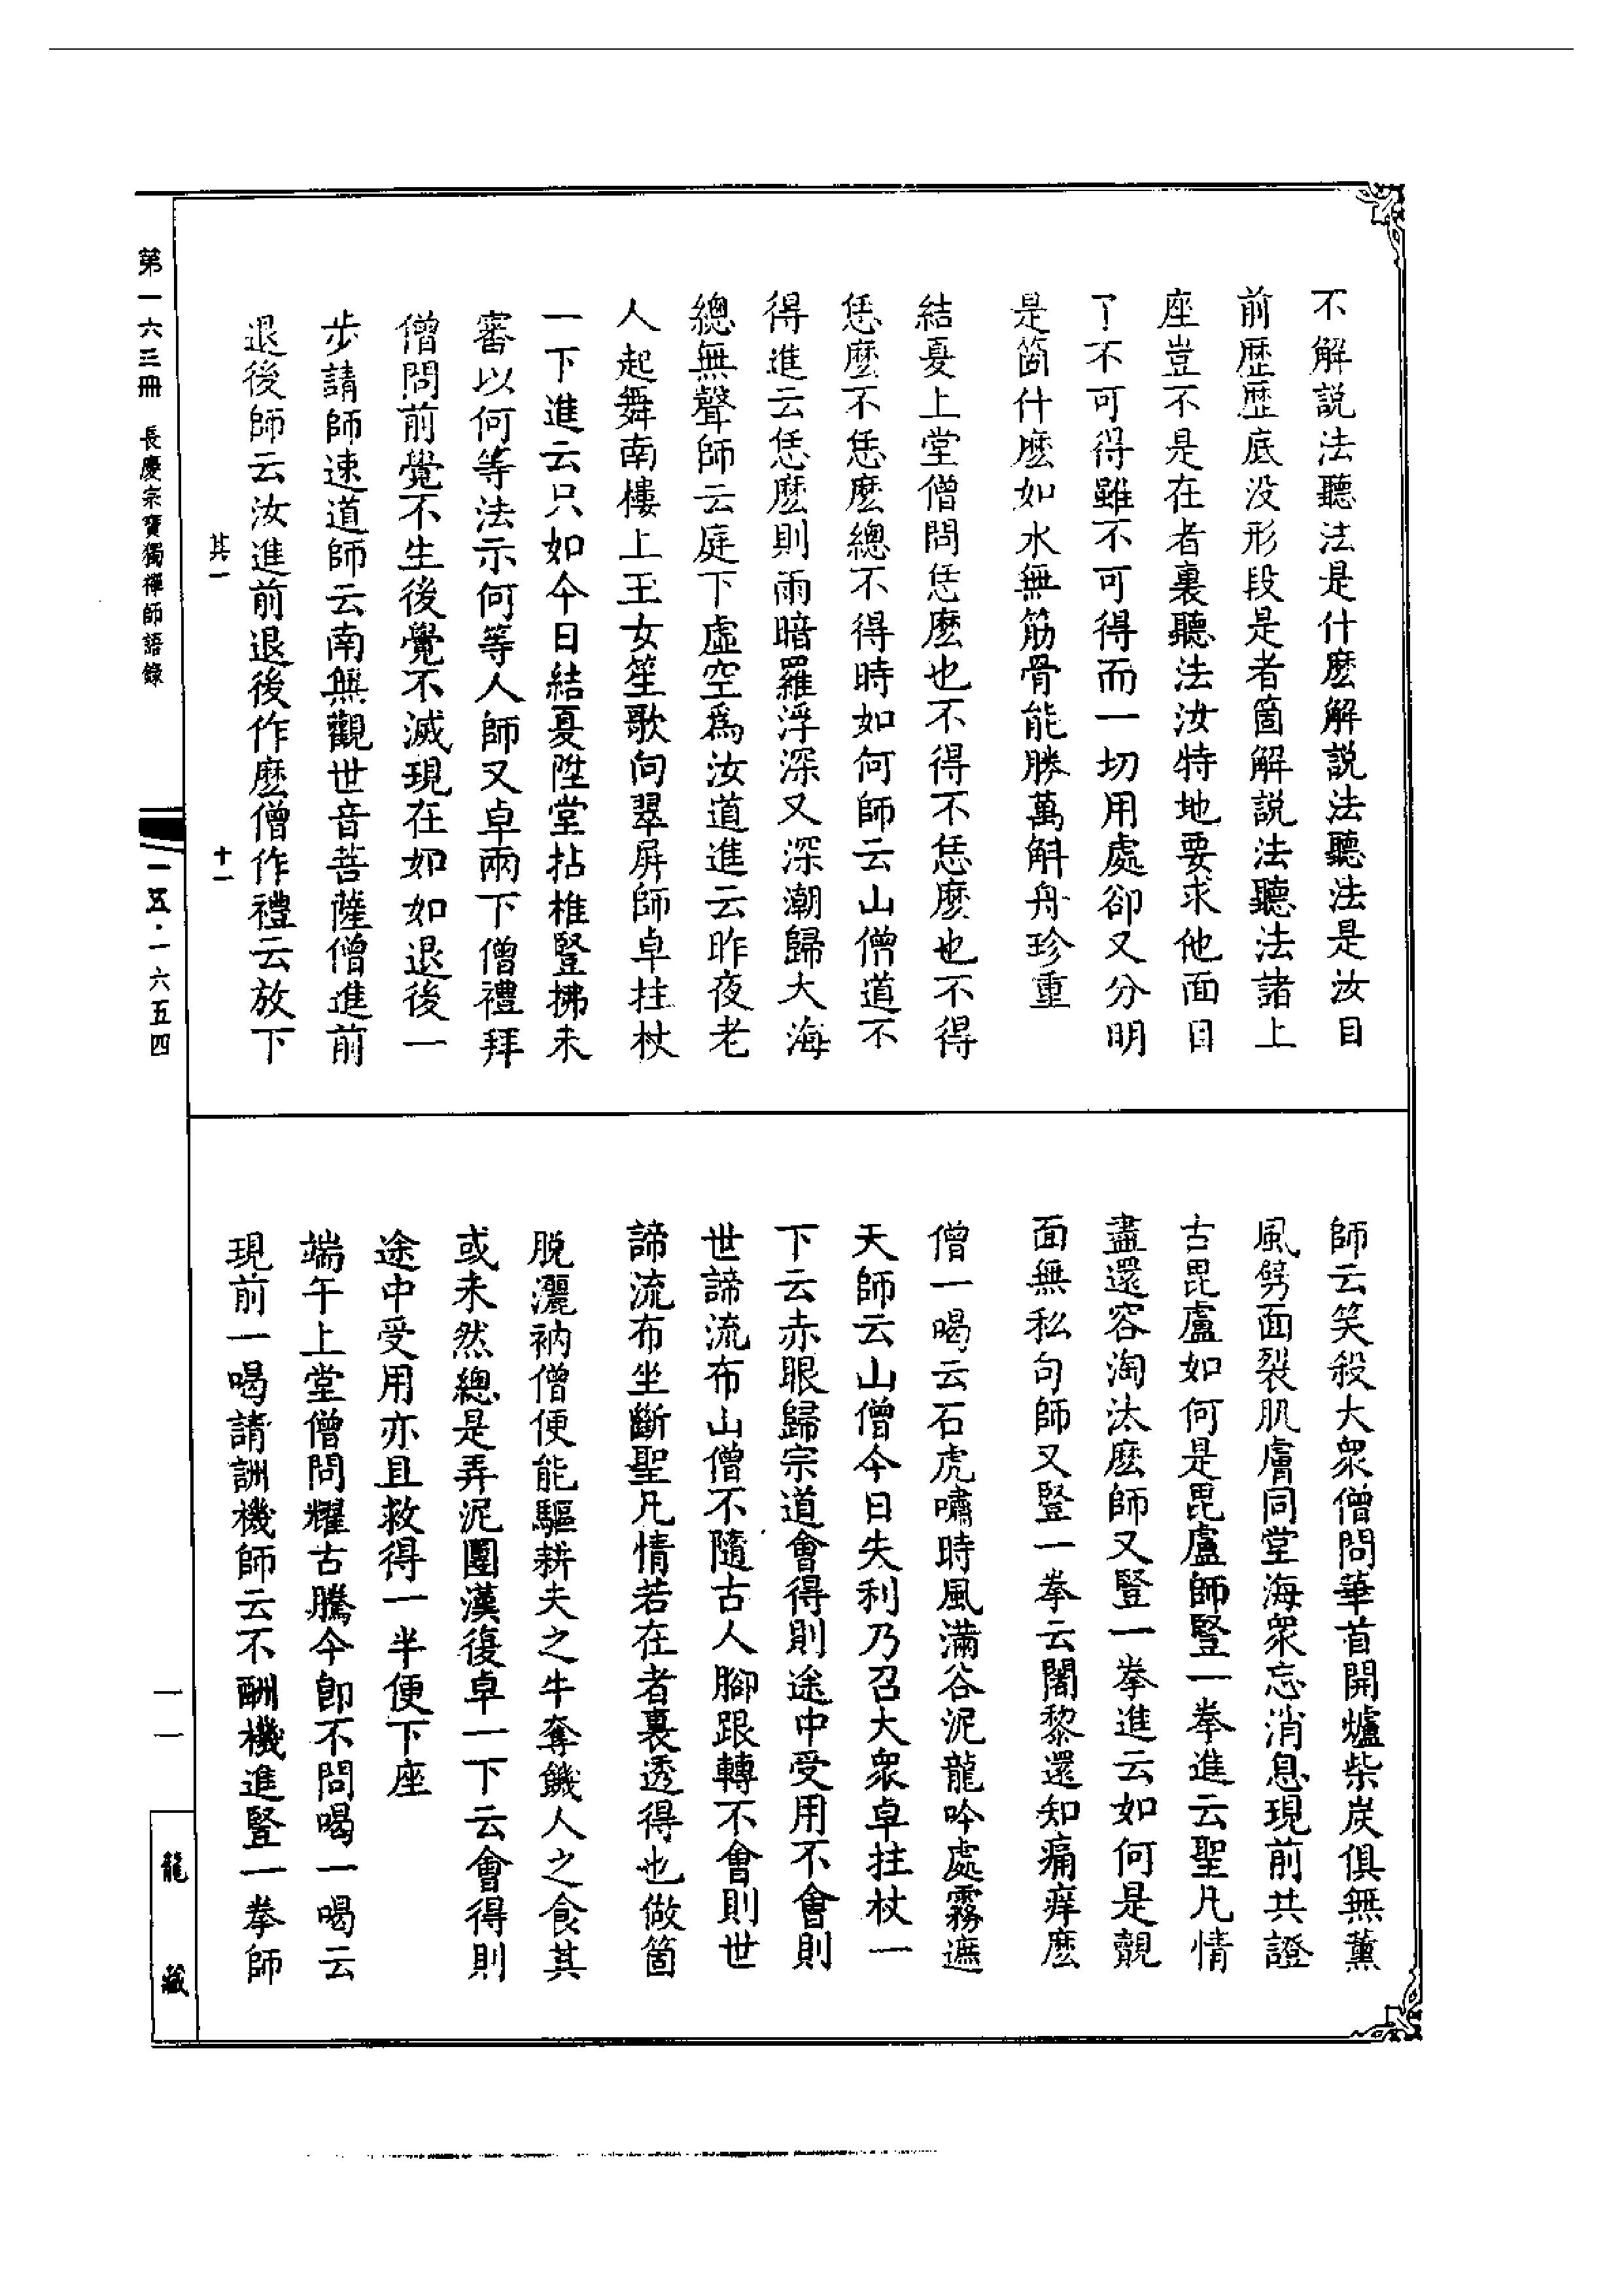 不解説法聽法是什麽解説法聽法是汝目
前歷歷底没形段是者箇解説法聽法諸上
座豈不是在者裏聽法汝特地要求他面目
了不可得雖不可得而一切用處卻又分明
是箇什麽如水無筋骨能勝萬斛舟珍重
結夏上堂僧問恁麽也不得不恁麽也不得
恁麽不恁麽總不得時如何師云山僧道不
得進云恁麽則雨暗羅浮深又深潮歸大海
總無聲師云庭下虛空爲汝道進云昨夜老
人起舞南樓上王女笙歌向翠屏師卓拄杖
一下進云只如今日結夏陞堂拈椎豎拂未
審以何等法示何等人師又卓兩下僧禮拜
僧問前覺不生後覺不滅現在如如退後一
步請師速道師云南無觀世音菩薩僧進前
退後師云汝進前退後作麽僧作禮云放下
師云笑殺大衆僧問華首開爐柴炭俱無薰
風劈面裂肌膚同堂海衆忘消息現前共證
古毘盧如何是毘盧師豎一拳進云聖凡情
盡還容淘汰麽師又豎一拳進云如何是覿
面無私句師又豎一拳云闍黎還知痛痒麽
僧一喝云石虎嘯時風滿谷泥龍吟處霧遮
天師云山僧今日失利乃召大衆卓拄杖一
下云赤眼歸宗道會得則途中受用不會則
世諦流布山僧不隨古人腳跟轉不會則世
諦流布坐斷聖凡情若在者裏透得也做箇
脱灑衲僧便能驅耕夫之牛奪饑人之食其
或未然總是弄泥團漢復卓一下云會得則
途中受用亦且救得一半便下座
端午上堂僧問耀古騰今卽不問喝一喝云
現前一喝請詶機師云不酬機進豎一拳師
其一 十一
第一六三冊 長慶宗寶獨禪師語錄
一五·一六五四
一一
龍藏